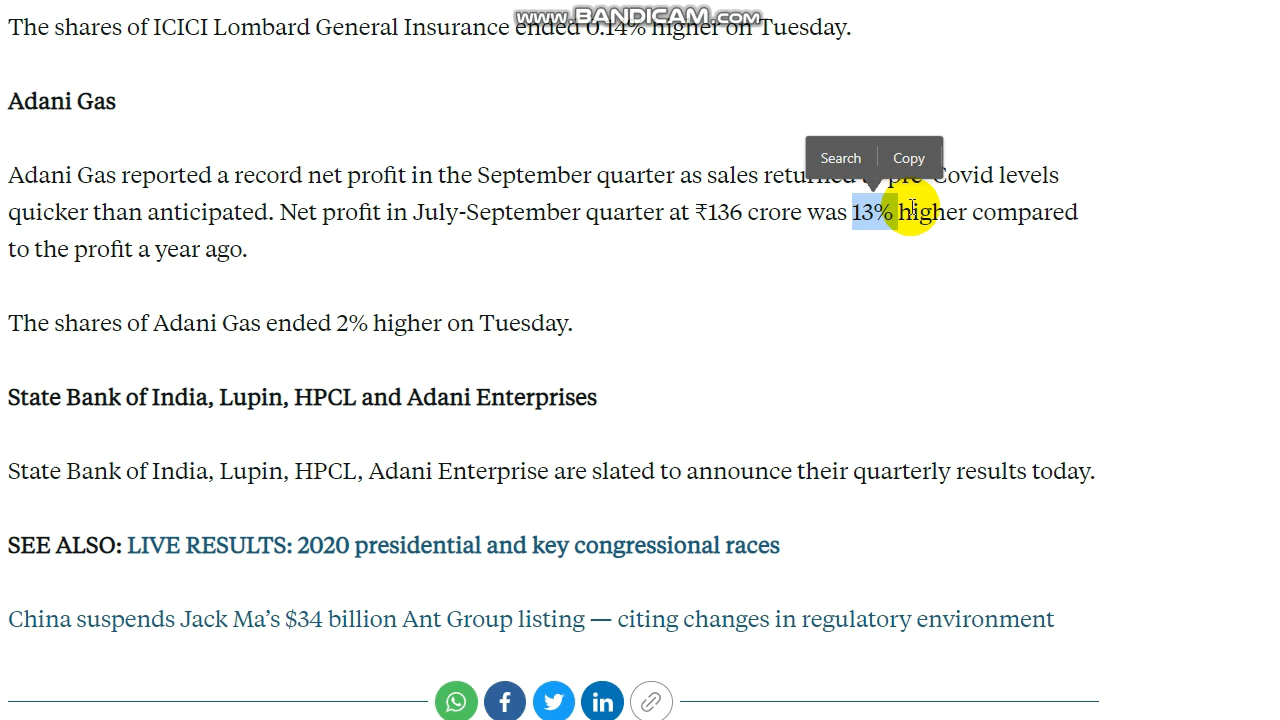 www.BANDICAM.com
The shares of ICICI Lombard General Insurance ended 0.14% higher on Tuesday.
Adani Gas
Search Copy
Adani Gas reported a record net profit in the September quarter as sales returned to pre-Covid levels
quicker than anticipated. Net profit in July-September quarter at ₹136 crore was 13% higher compared
to the profit a year ago.
The shares of Adani Gas ended 2% higher on Tuesday.
State Bank of India, Lupin, HPCL and Adani Enterprises
State Bank of India, Lupin, HPCL, Adani Enterprise are slated to announce their quarterly results today.
SEE ALSO: LIVE RESULTS: 2020 presidential and key congressional races
China suspends Jack Ma’s $34 billion Ant Group listing — citing changes in regulatory environment
f in